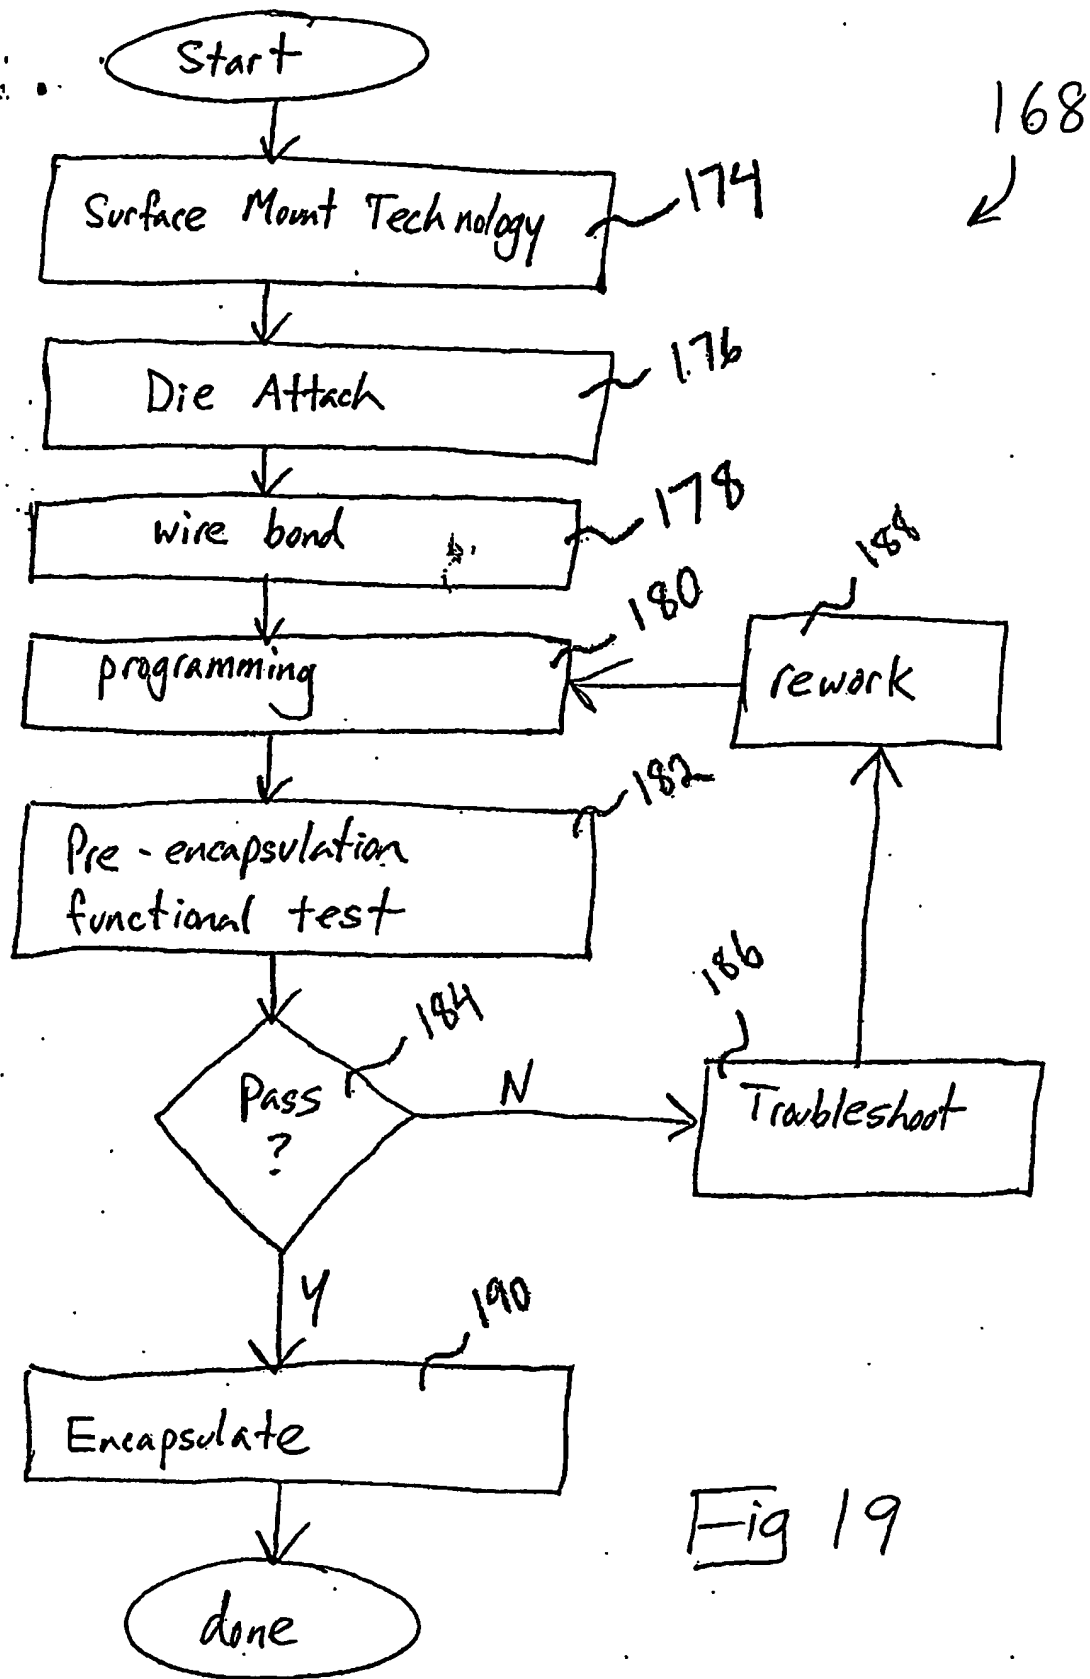 Start
168
Surface Mount Technology
174
Die Attach
176
wire bond
178
programming
180
rework
188
Pre-encapsulation
functional test
182
Pass
?
184
N
Troubleshoot
186
Y
Encapsulate
190
done
Fig 19